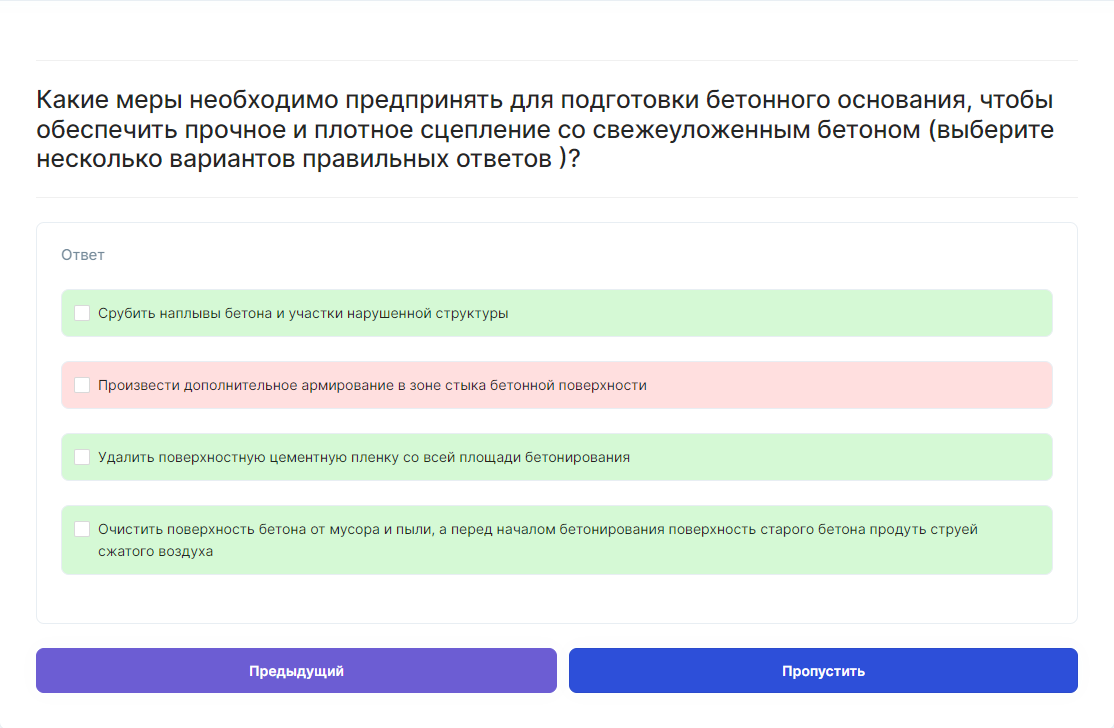 Какие меры необходимо предпринять для подготовки бетонного основания, чтобы
обеспечить прочное и плотное сцепление со свежеуложенным бетоном (выберите
несколько вариантов правильных ответов )?
Ответ
Срубить наплывы бетона и участки нарушенной структуры
Произвести дополнительное армирование в зоне стыка бетонной поверхности
Удалить поверхностную цементную пленку со всей площади бетонирования
Очистить поверхность бетона от мусора и пыли, а перед началом бетонирования поверхность старого бетона продуть струей
сжатого воздуха
Предыдущий
Пропустить